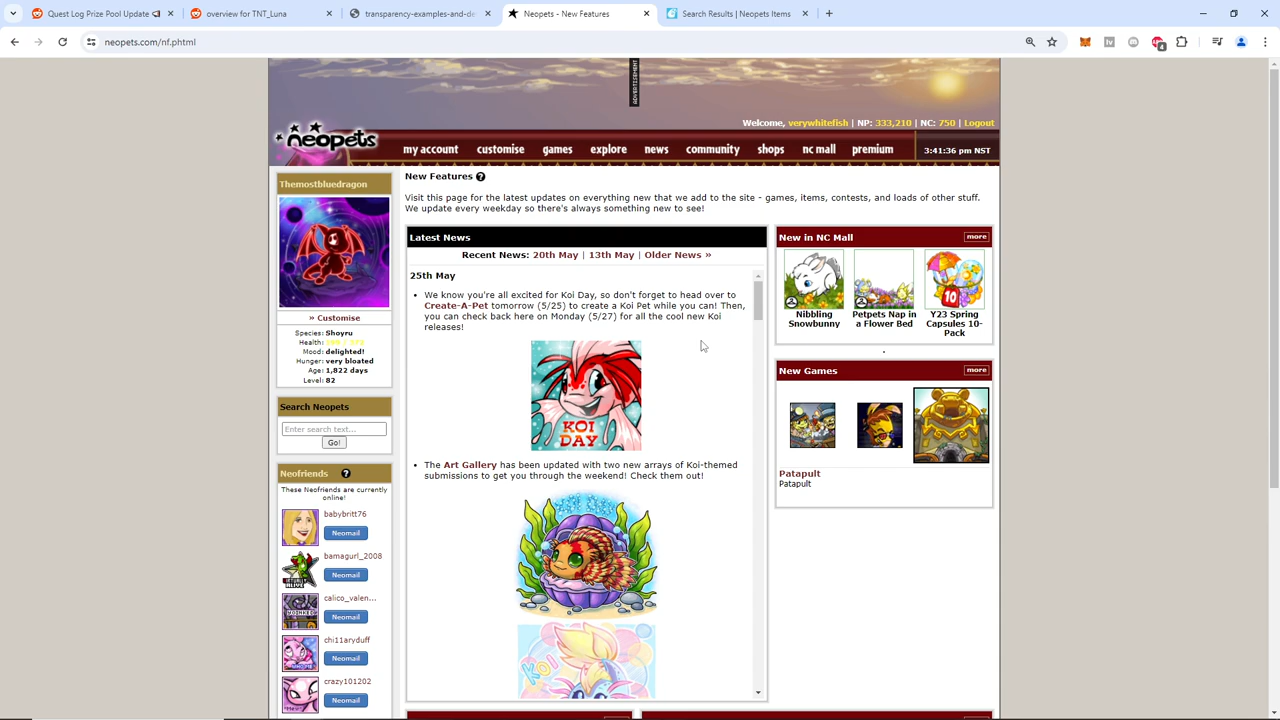 Quest Log Prize Pool Update
overview for TNT_Luna
transparency-examples-and-de
Neopets - New Features
Search Results | Neopets Items
neopets.com/nf.phtml
4
ADVERTISEMENT
Welcome, verywhitefish | NP: 333,210 | NC: 750 | Logout
neopets
my account customise games explore news community shops nc mall premium
3:41:36 pm NST
Themostbluedragon
» Customise
Species: Shoyru
Health:
Mood: delighted!
Hunger: very bloated
Age: 1,822 days
Level: 82
Search Neopets
Enter search text...
Go!
Neofriends ?
These Neofriends are currently
online!
babybritt76
Neomail
bamagurl_2008
Neomail
calico_valen...
Neomail
chi11aryduff
Neomail
crazy101202
Neomail
New Features ?
Visit this page for the latest updates on everything new that we add to the site - games, items, contests, and loads of other stuff.
We update every weekday so there's always something new to see!
Latest News
Recent News: 20th May | 13th May | Older News »
25th May
We know you're all excited for Koi Day, so don't forget to head over to
Create-A-Pet tomorrow (5/25) to create a Koi Pet while you can! Then,
you can check back here on Monday (5/27) for all the cool new Koi
releases!
KOI
DAY
The Art Gallery has been updated with two new arrays of Koi-themed
submissions to get you through the weekend! Check them out!
KOI
New in NC Mall
more
10
Nibbling
Snowbunny
Petpets Nap in
a Flower Bed
Y23 Spring
Capsules 10-
Pack
New Games
more
Patapult
Patapult